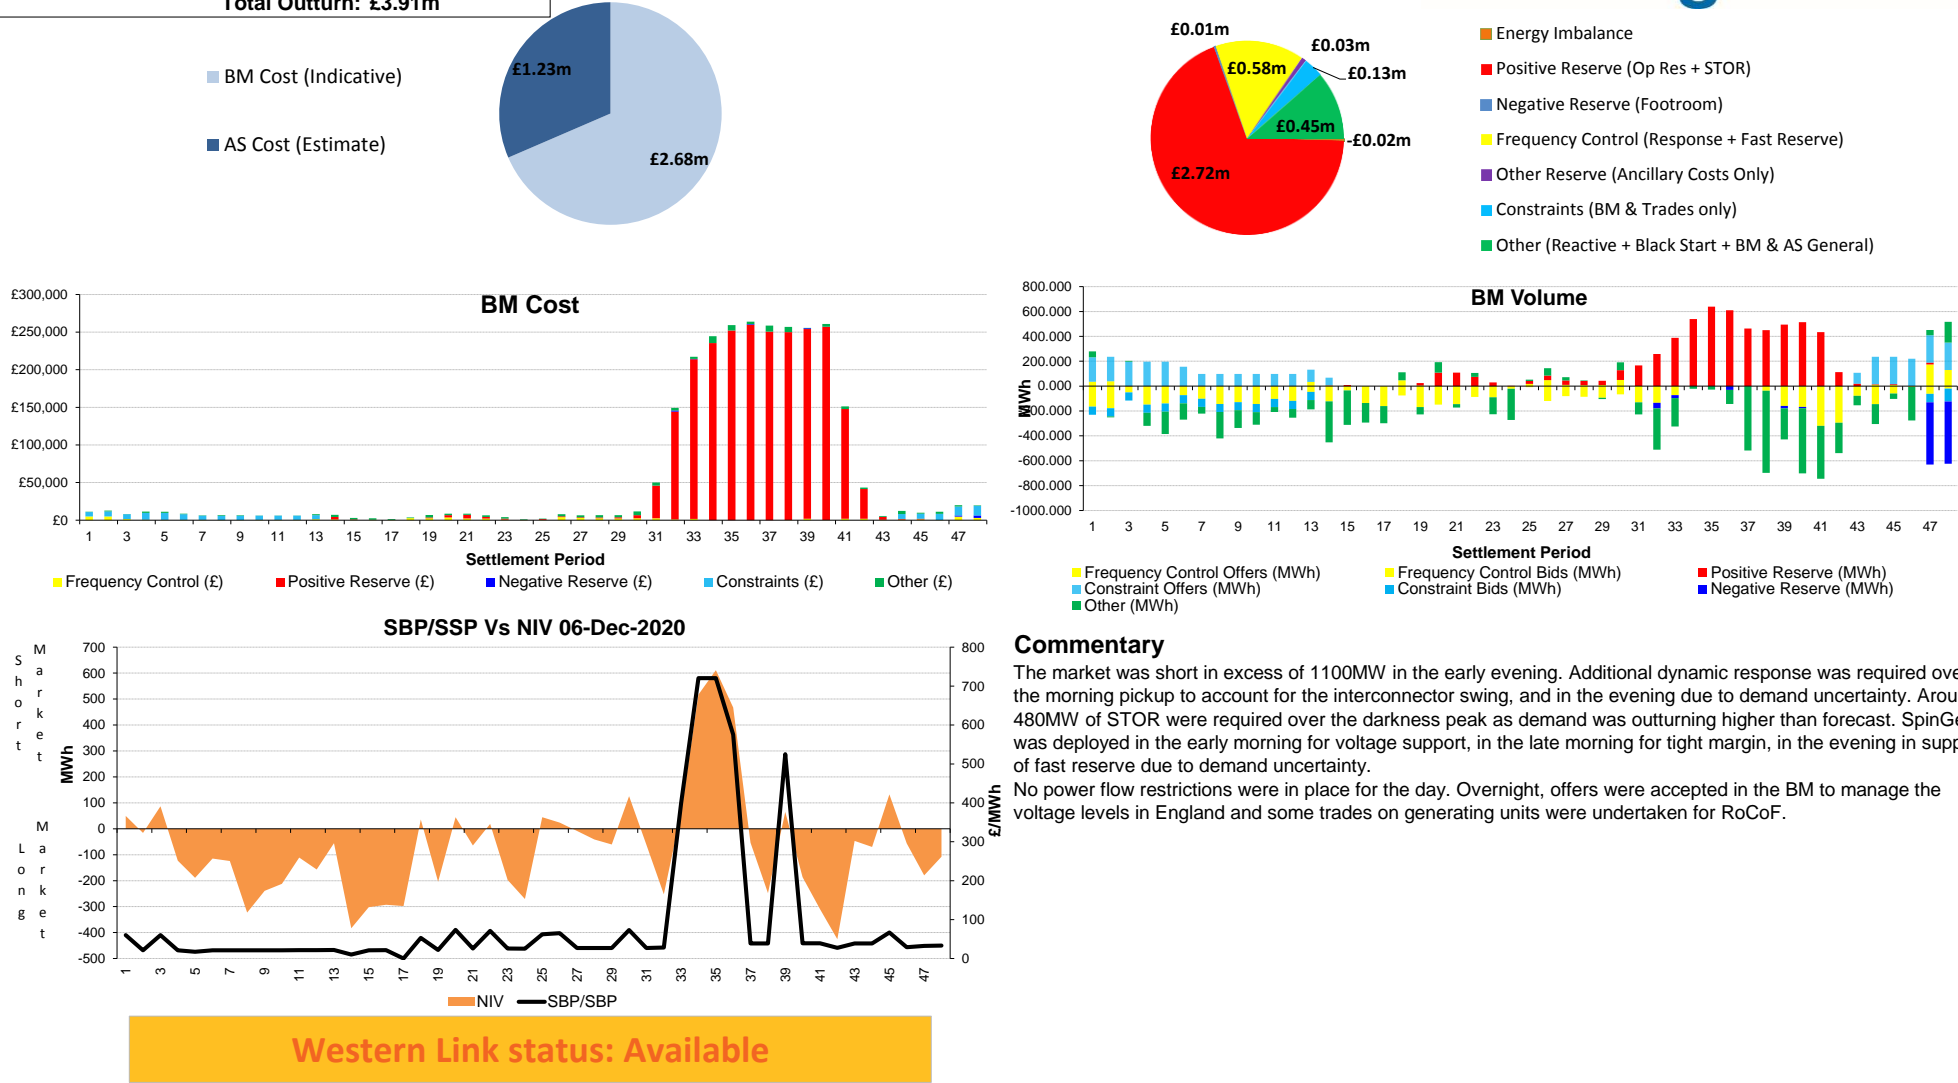 Total Outturn: £3.91m
BM Cost (Indicative)
AS Cost (Estimate)
£1.23m
£2.68m
£0.01m
£0.58m
£0.03m
£0.13m
£0.45m
-£0.02m
£2.72m
Energy Imbalance
Positive Reserve (Op Res + STOR)
Negative Reserve (Footroom)
Frequency Control (Response + Fast Reserve)
Other Reserve (Ancillary Costs Only)
Constraints (BM & Trades only)
Other (Reactive + Black Start + BM & AS General)
BM Cost
£300,000
£250,000
£200,000
£150,000
£100,000
£50,000
£0
1 3 5 7 9 11 13 15 17 19 21 23 25 27 29 31 33 35 37 39 41 43 45 47
Settlement Period
Frequency Control (£) Positive Reserve (£) Negative Reserve (£) Constraints (£) Other (£)
BM Volume
800.000
600.000
400.000
200.000
0.000
-200.000
-400.000
-600.000
-800.000
-1000.000
MWh
1 3 5 7 9 11 13 15 17 19 21 23 25 27 29 31 33 35 37 39 41 43 45 47
Settlement Period
Frequency Control Offers (MWh) Frequency Control Bids (MWh) Positive Reserve (MWh)
Constraint Offers (MWh) Constraint Bids (MWh) Negative Reserve (MWh)
Other (MWh)
SBP/SSP Vs NIV 06-Dec-2020
Short Market
Long Market
MWh
700
600
500
400
300
200
100
0
-100
-200
-300
-400
-500
800
700
600
500
400
300
200
100
0
£/MWh
1 3 5 7 9 11 13 15 17 19 21 23 25 27 29 31 33 35 37 39 41 43 45 47
NIV SBP/SBP
Western Link status: Available
Commentary
The market was short in excess of 1100MW in the early evening. Additional dynamic response was required ove
the morning pickup to account for the interconnector swing, and in the evening due to demand uncertainty. Arou
480MW of STOR were required over the darkness peak as demand was outturning higher than forecast. SpinGe
was deployed in the early morning for voltage support, in the late morning for tight margin, in the evening in supp
of fast reserve due to demand uncertainty.
No power flow restrictions were in place for the day. Overnight, offers were accepted in the BM to manage the
voltage levels in England and some trades on generating units were undertaken for RoCoF.